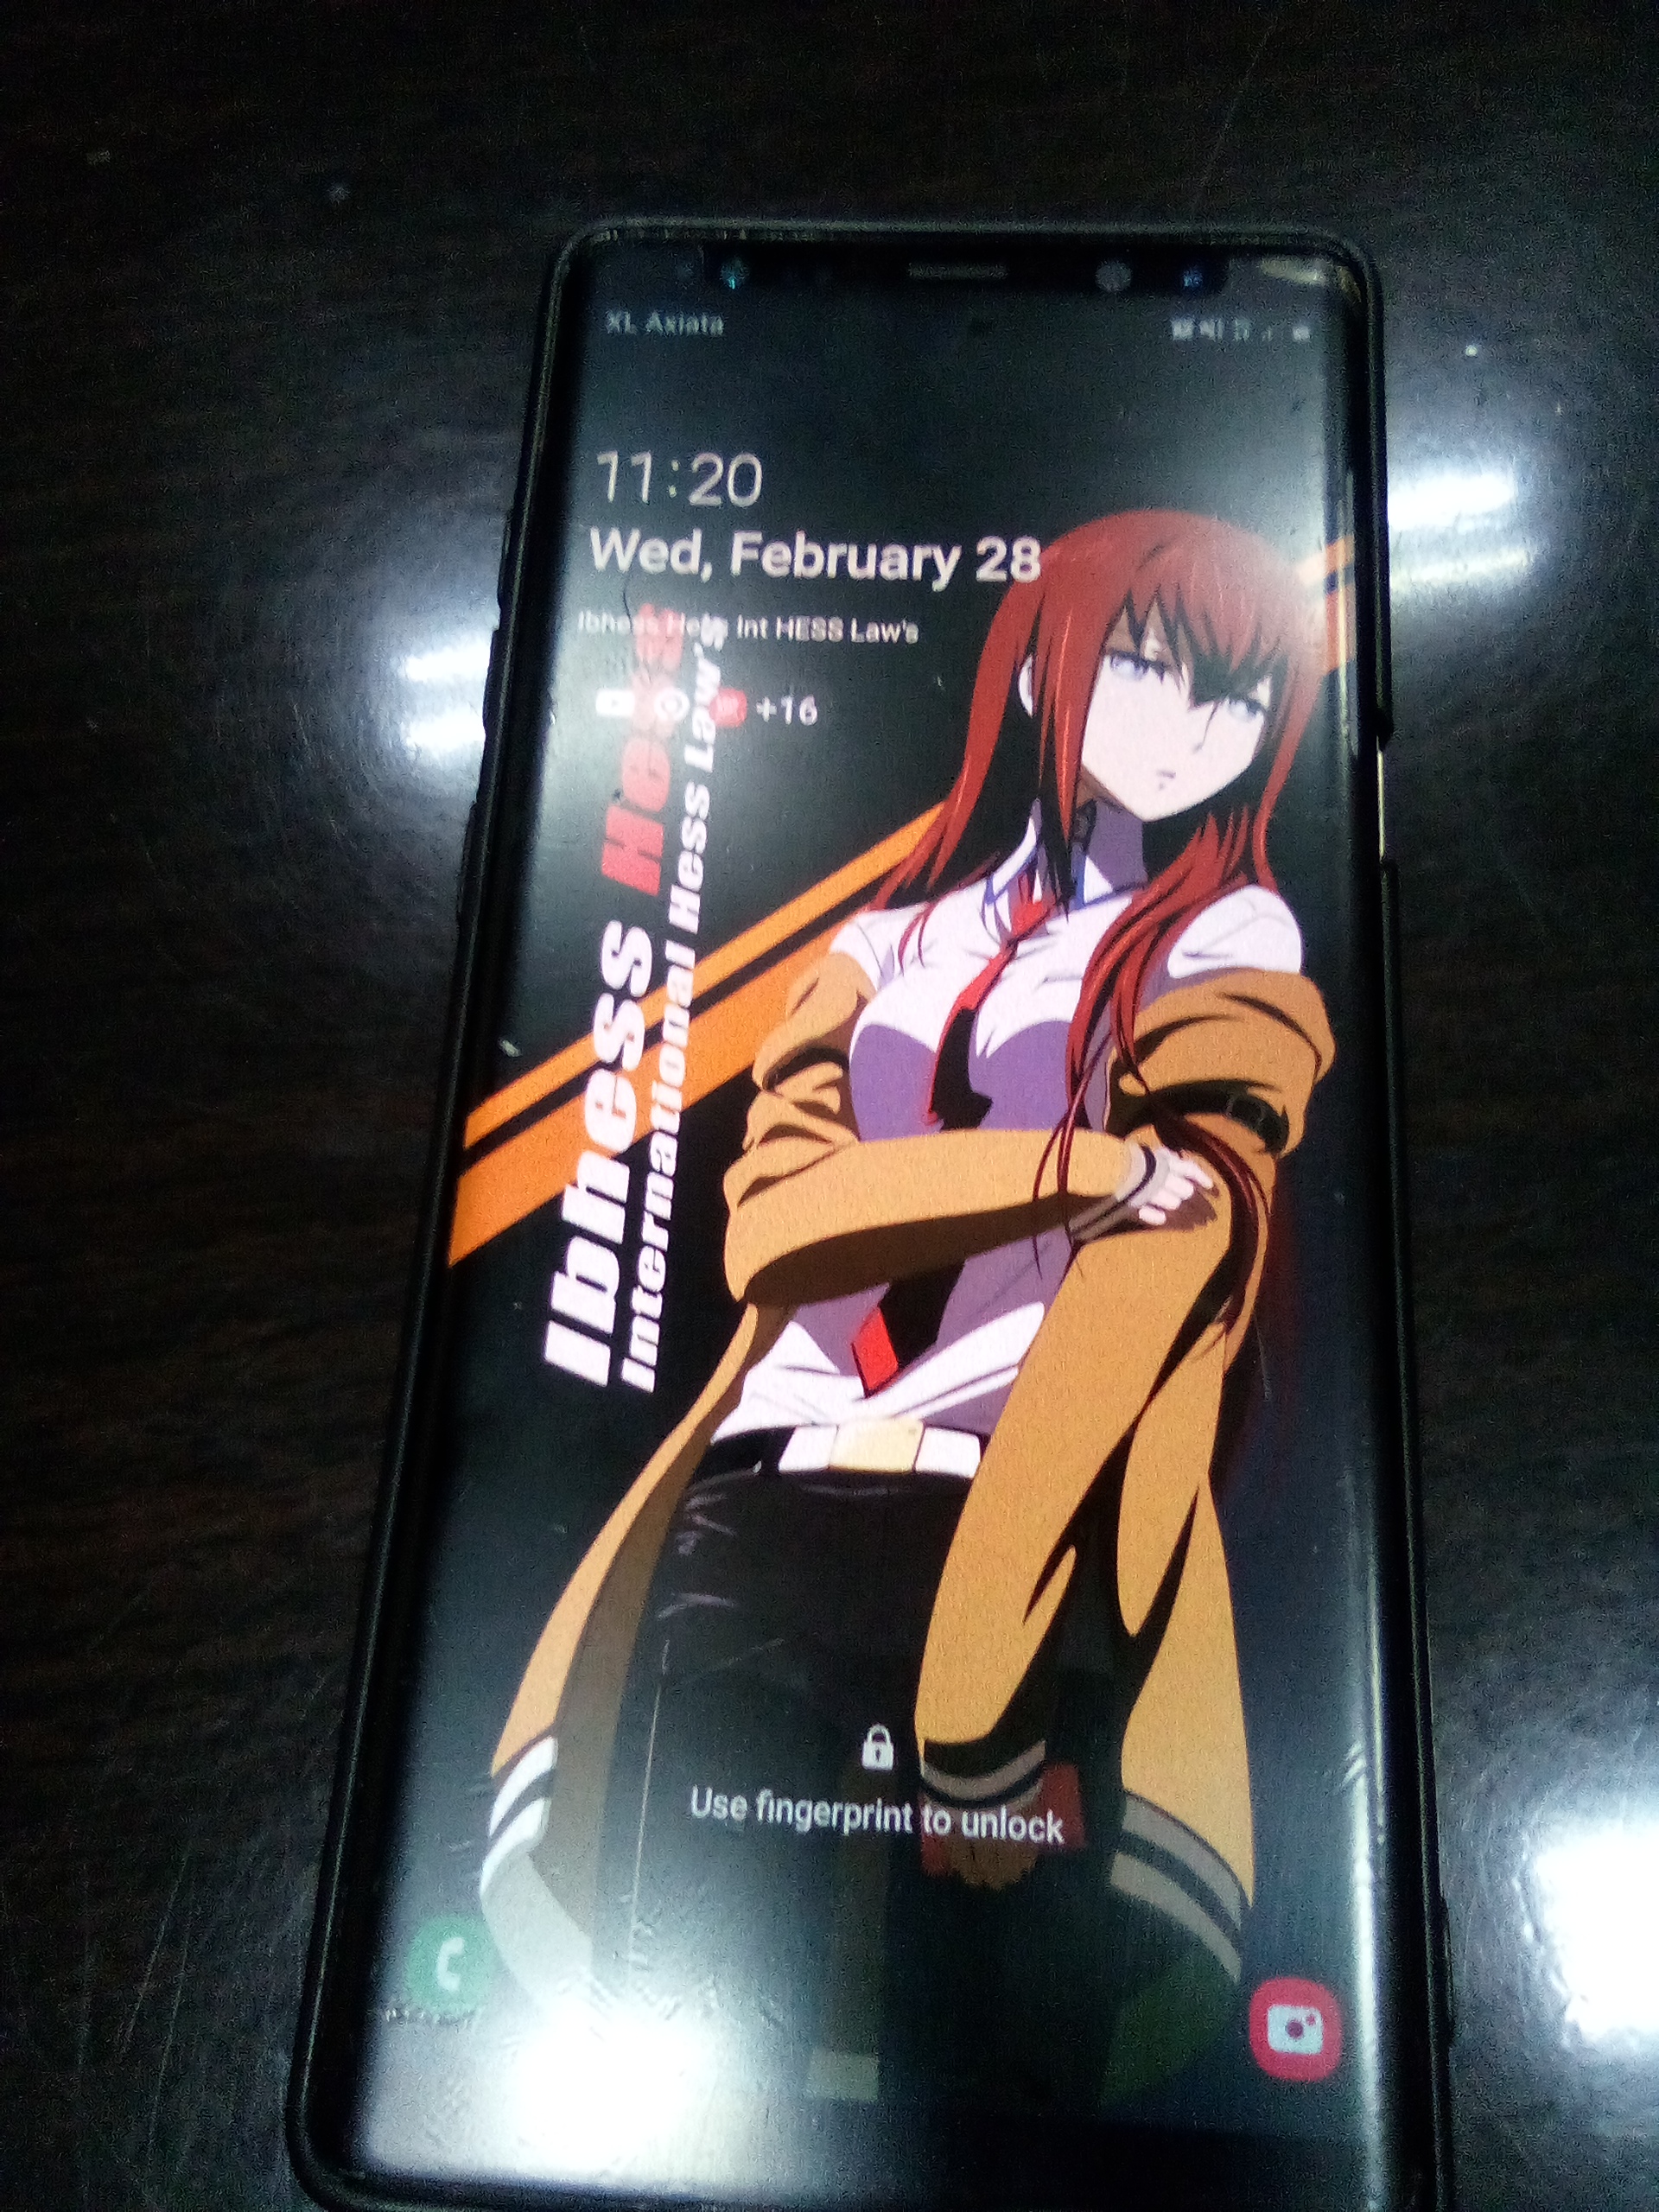 XL Axiata
11:20
Wed, February 28
Ibhess Int HESS Law's
+16
Ibhess Hess
International Hess Law's
Use fingerprint to unlock